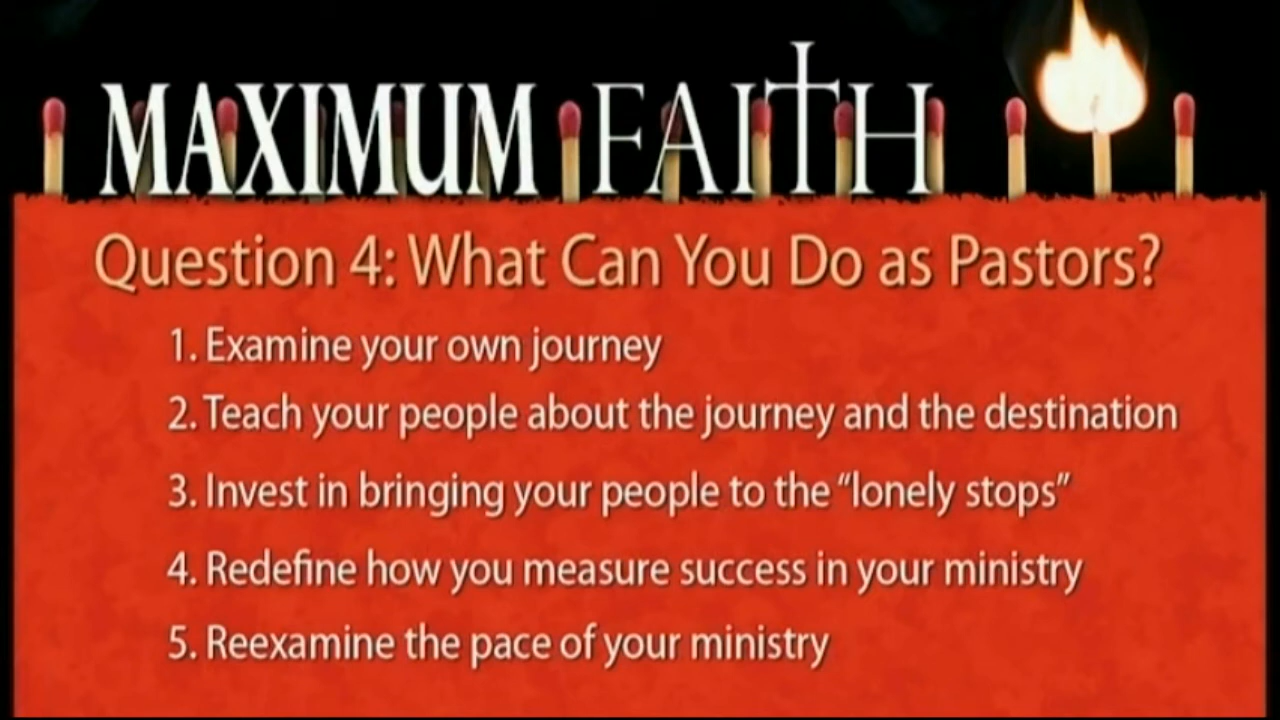 MAXIMUM FAITH
Question 4: What Can You Do as Pastors?
1. Examine your own journey
2. Teach your people about the journey and the destination
3. Invest in bringing your people to the “lonely stops”
4. Redefine how you measure success in your ministry
5. Reexamine the pace of your ministry